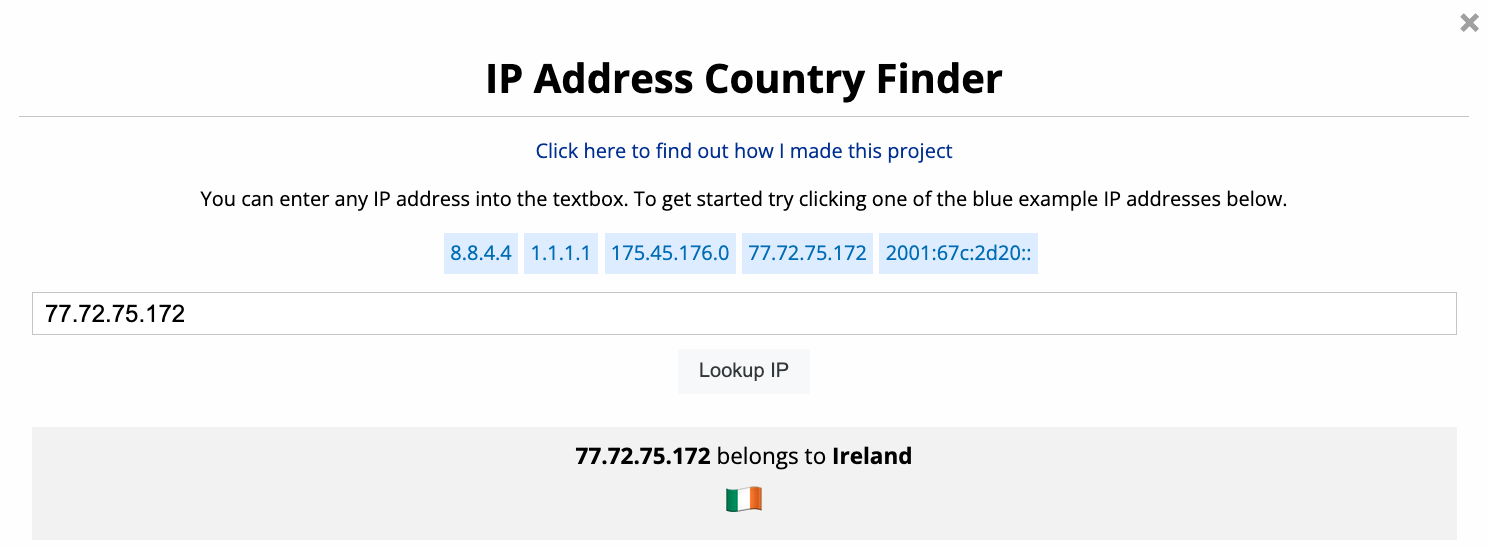 IP Address Country Finder
Click here to find out how I made this project
You can enter any IP address into the textbox. To get started try clicking one of the blue example IP addresses below.
8.8.4.4 1.1.1.1 175.45.176.0 77.72.75.172 2001:67c:2d20::
77.72.75.172
Lookup IP
77.72.75.172 belongs to Ireland